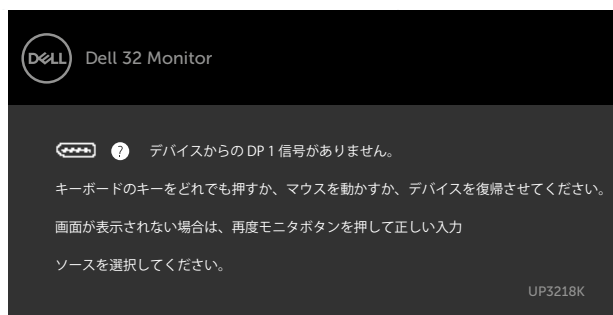 DELL
Dell 32 Monitor
? デバイスからの DP 1 信号がありません。
キーボードのキーをどれでも押すか、マウスを動かすか、デバイスを復帰させてください。
画面が表示されない場合は、再度モニタボタンを押して正しい入力
ソースを選択してください。
UP3218K